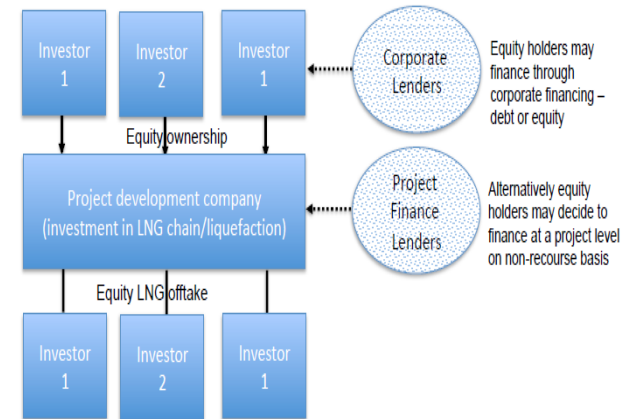 Investor
1
Investor
2
Investor
1
Corporate
Lenders
Equity holders may
finance through
corporate financing –
debt or equity
Equity ownership
Project development company
(investment in LNG chain/liquefaction)
Project
Finance
Lenders
Alternatively equity
holders may decide to
finance at a project level
on non-recourse basis
Equity LNG offtake
Investor
1
Investor
2
Investor
1